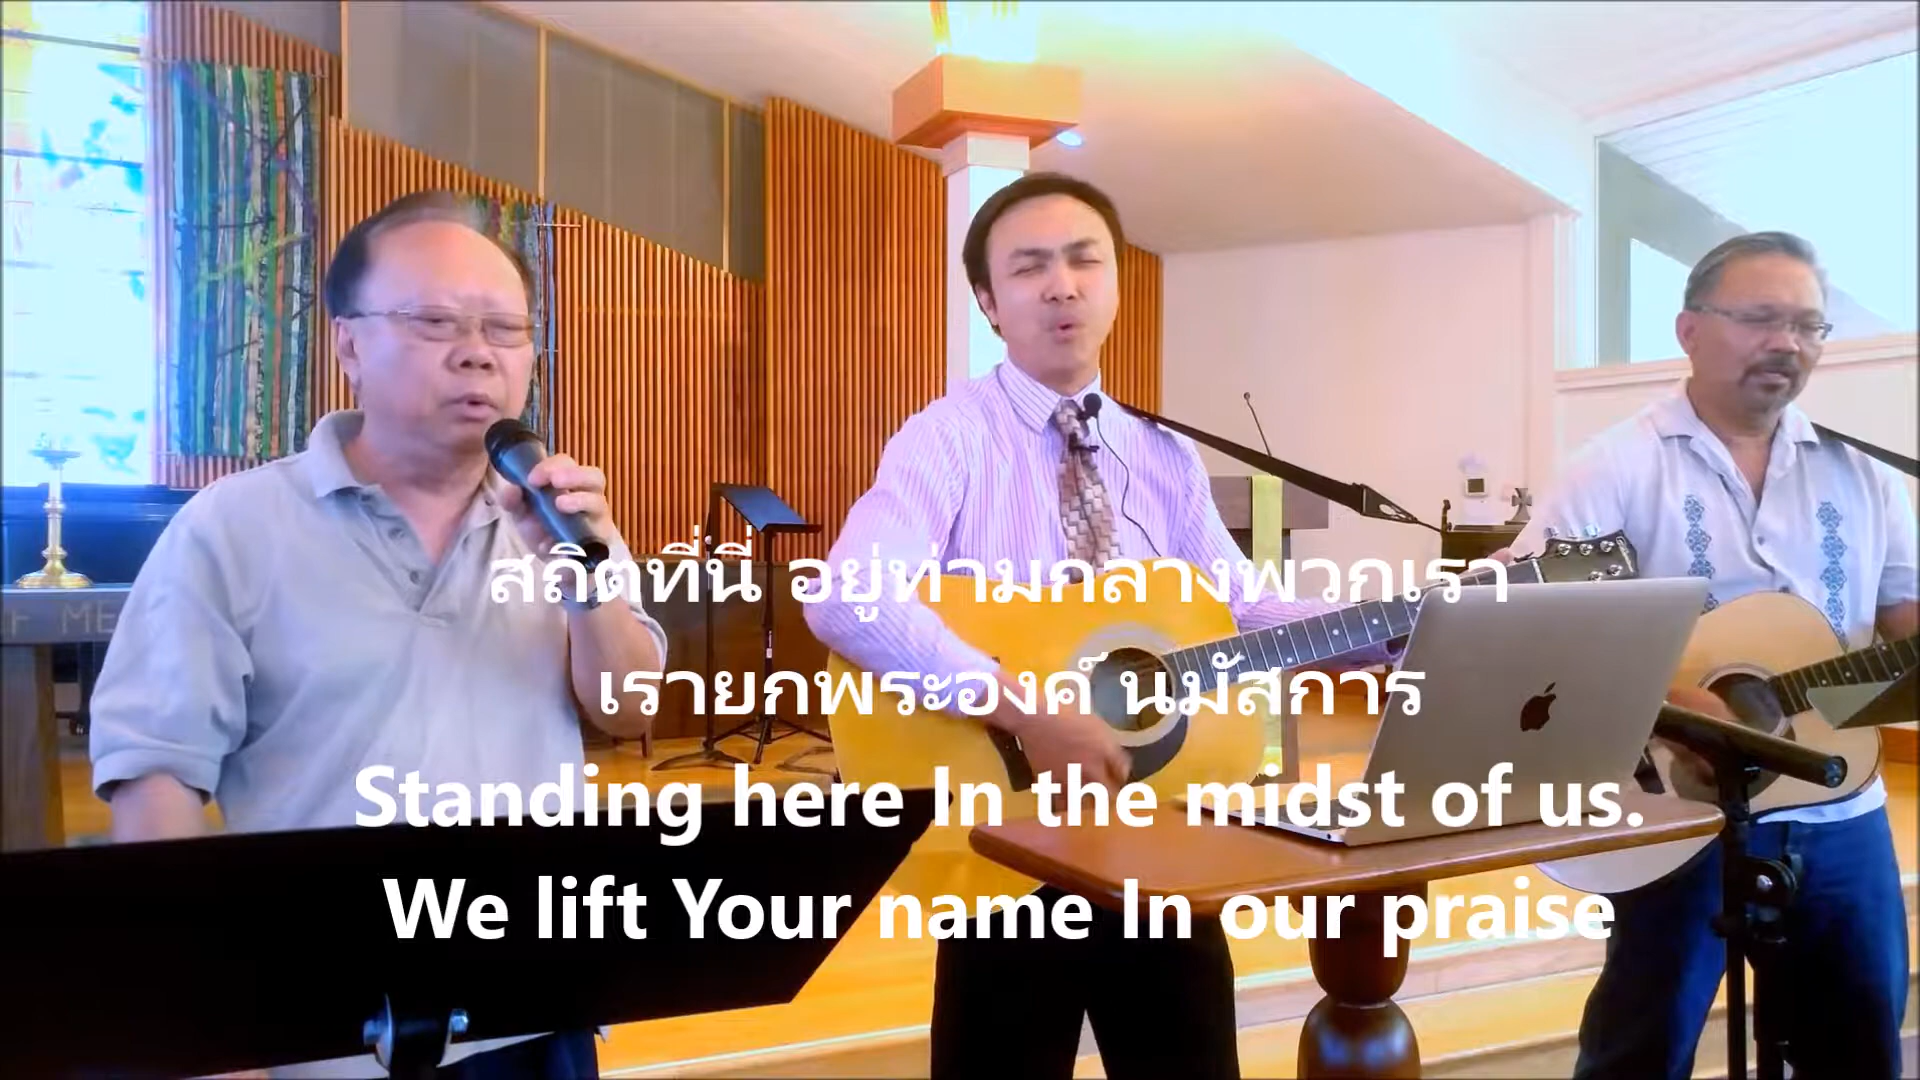 สถิตที่นี่ อยู่ท่ามกลางพวกเรา
เรายกพระองค์ นมัสการ
Standing here In the midst of us.
We lift Your name In our praise